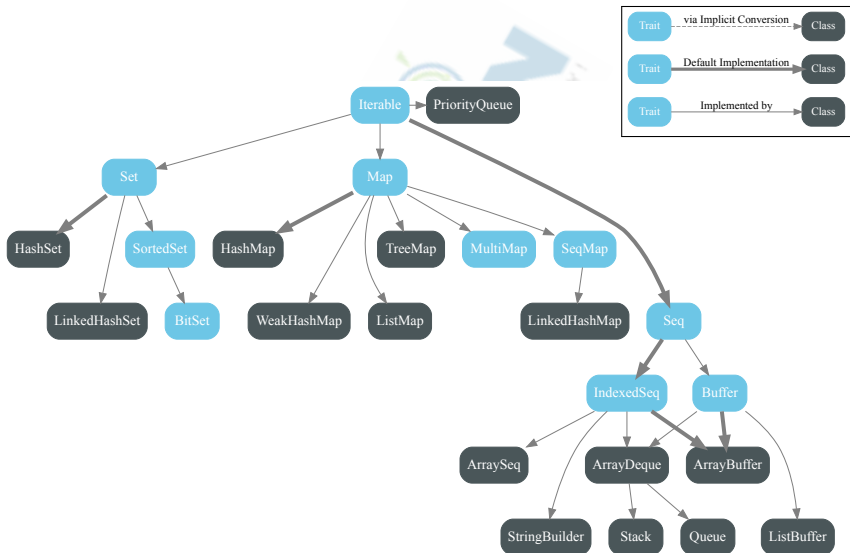 Trait via Implicit Conversion Class
Trait Default Implementation Class
Trait Implemented by Class
Iterable PriorityQueue
Set Map
HashSet SortedSet HashMap TreeMap MultiMap SeqMap
LinkedHashSet BitSet WeakHashMap ListMap LinkedHashMap Seq
IndexedSeq Buffer
ArraySeq ArrayDeque ArrayBuffer
StringBuilder Stack Queue ListBuffer